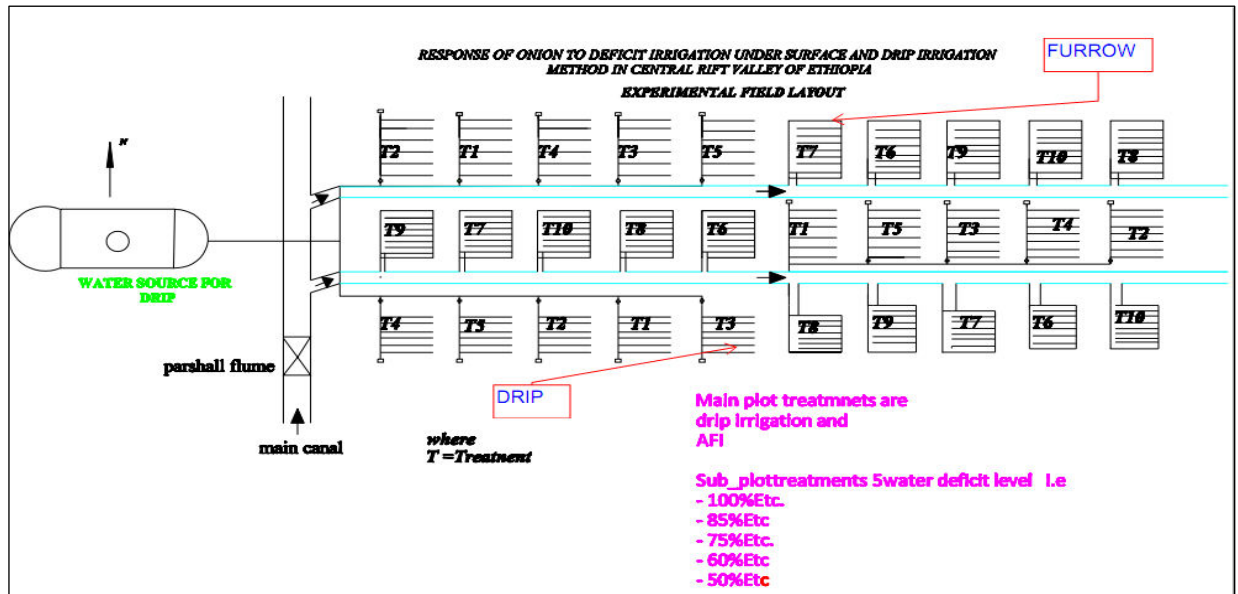 RESPONSE OF ONION TO DEFICIT IRRIGATION UNDER SURFACE AND DRIP IRRIGATION
METHOD IN CENTRAL RIFT VALLEY OF ETHIOPIA
EXPERIMENTAL FIELD LAYOUT
FURROW
N
T2 T1 T4 T3 T5 T7 T6 T9 T10 T8
T9 T7 T10 T8 T6 T1 T5 T3 T4 T2
WATER SOURCE FOR
DRIP
T4 T5 T2 T1 T3 T8 T9 T7 T6 T10
parshall flume
DRIP
main canal
where
T =Treatment
Main plot treatmnets are
drip irrigation and
AFI
Sub_plottreatments 5water deficit level I.e
- 100%Etc.
- 85%Etc
- 75%Etc.
- 60%Etc
- 50%Etc